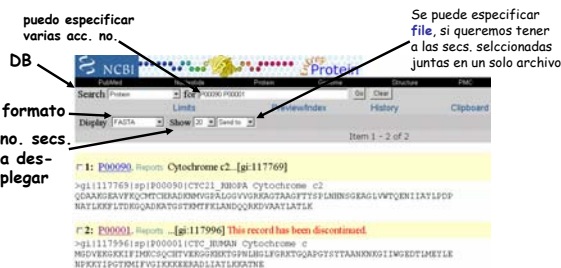 puedo especificar
varias acc. no.
Se puede especificar
file, si queremos tener
a las secs. selccionadas
juntas en un solo archivo
DB
NCBI
Protein
PubMed Nucleotide Protein Genome Structure PMC
Search Protein for P00090 P00001 Go Clear
Limits Preview/Index History Clipboard
formato
Display FASTA Show 20 Send to
no. secs.
a des-
plegar
Item 1 - 2 of 2
1: P00090. Reports Cytochrome c2...[gi:117769]
>gi|117769|sp|P00090|CYC21_RHOPA Cytochrome c2
QDAAKGEAVFKQCMTCHRADKNMVGPALGGVVGRKAGTAAGFTYSPLNHNSGEAGLVWTQENIIAYLPDP
NAYLKKFLTDKGQADKATGSTKMTFKLANDQQRKDVAAYLATLK
2: P00001. Reports ...[gi:117996] This record has been discontinued.
>gi|117996|sp|P00001|CYC_HUMAN Cytochrome c
MGDVEKGKKIFIMKCSQCHTVEKGGKHKTGPNLHGLFGRKTGQAPGYSYTAANKNKGIIWGEDTLMEYLE
NPKKYIPGTKMIFVGIKKKEERADLIAYLKKATNE